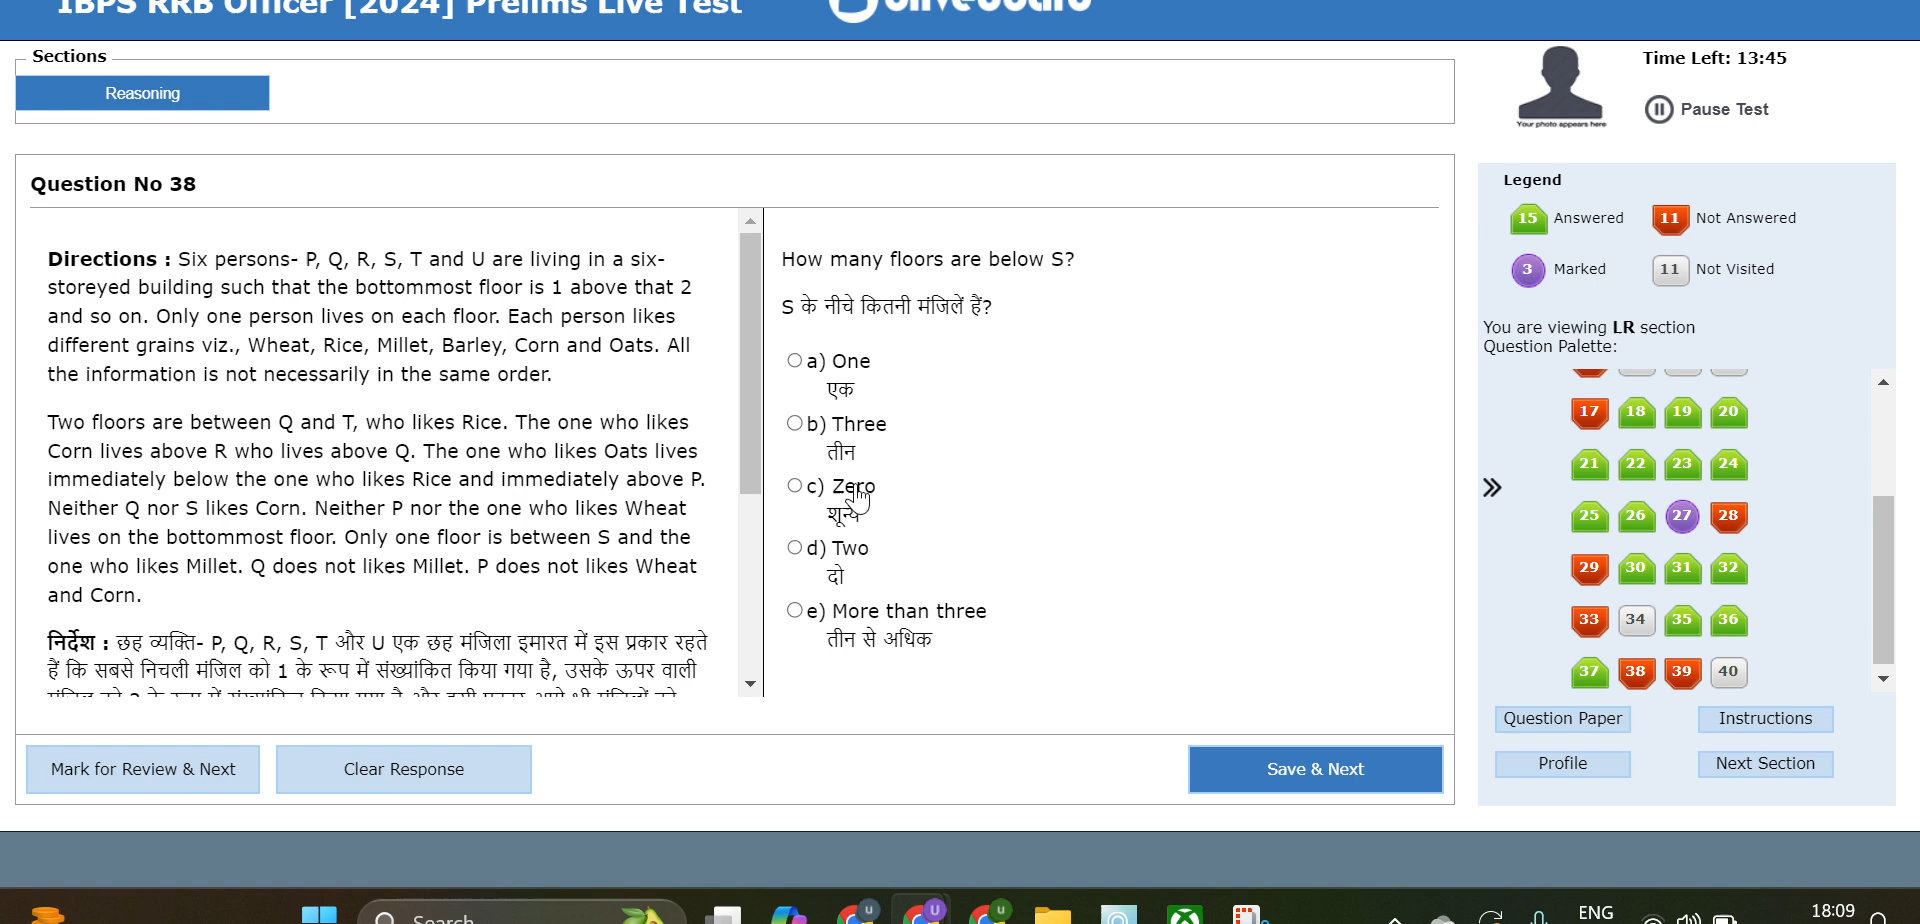 IBPS RRB Officer [2024] Prelims Live Test
Sections
Reasoning
Your photo appears here
Time Left: 13:45
Pause Test
Question No 38
Directions : Six persons- P, Q, R, S, T and U are living in a six-
storeyed building such that the bottommost floor is 1 above that 2
and so on. Only one person lives on each floor. Each person likes
different grains viz., Wheat, Rice, Millet, Barley, Corn and Oats. All
the information is not necessarily in the same order.
Two floors are between Q and T, who likes Rice. The one who likes
Corn lives above R who lives above Q. The one who likes Oats lives
immediately below the one who likes Rice and immediately above P.
Neither Q nor S likes Corn. Neither P nor the one who likes Wheat
lives on the bottommost floor. Only one floor is between S and the
one who likes Millet. Q does not likes Millet. P does not likes Wheat
and Corn.
निर्देश : छह व्यक्ति- P, Q, R, S, T और U एक छह मंजिला इमारत में इस प्रकार रहते
हैं कि सबसे निचली मंजिल को 1 के रूप में संख्यांकित किया गया है, उसके ऊपर वाली
How many floors are below S?
S के नीचे कितनी मंजिलें हैं?
a) One
एक
b) Three
तीन
c) Zero
शून्य
d) Two
दो
e) More than three
तीन से अधिक
Mark for Review & Next
Clear Response
Save & Next
Legend
15 Answered
11 Not Answered
3 Marked
11 Not Visited
You are viewing LR section
Question Palette:
17 18 19 20
21 22 23 24
25 26 27 28
29 30 31 32
33 34 35 36
37 38 39 40
Question Paper
Instructions
Profile
Next Section
Search
U
U
U
ENG
18:09